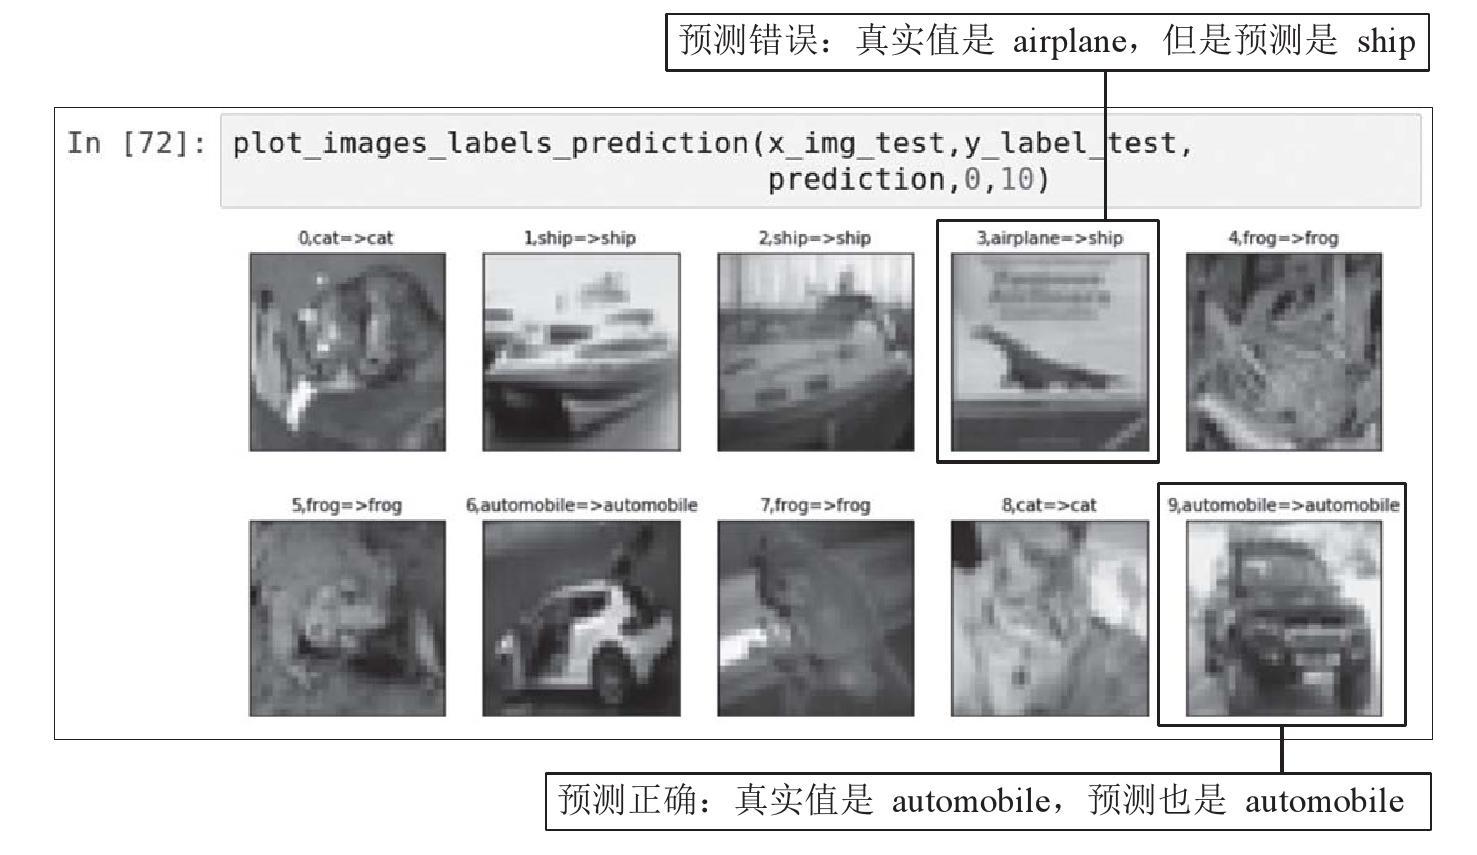 预测错误：真实值是 airplane，但是预测是 ship
In [72]: plot_images_labels_prediction(x_img_test,y_label_test,
prediction,0,10)
0,cat=>cat 1,ship=>ship 2,ship=>ship 3,airplane=>ship 4,frog=>frog
5,frog=>frog 6,automobile=>automobile 7,frog=>frog 8,cat=>cat 9,automobile=>automobile
预测正确：真实值是 automobile，预测也是 automobile